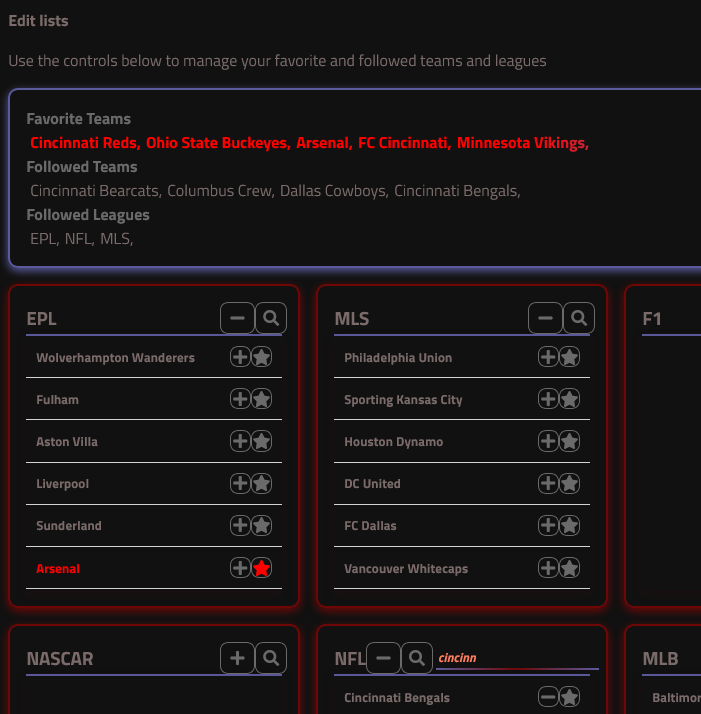 Edit lists
Use the controls below to manage your favorite and followed teams and leagues
Favorite Teams
Cincinnati Reds, Ohio State Buckeyes, Arsenal, FC Cincinnati, Minnesota Vikings,
Followed Teams
Cincinnati Bearcats, Columbus Crew, Dallas Cowboys, Cincinnati Bengals,
Followed Leagues
EPL, NFL, MLS,
EPL
Wolverhampton Wanderers
Fulham
Aston Villa
Liverpool
Sunderland
Arsenal
MLS
Philadelphia Union
Sporting Kansas City
Houston Dynamo
DC United
FC Dallas
Vancouver Whitecaps
F1
NASCAR
NFL cincinn
Cincinnati Bengals
MLB
Baltimor